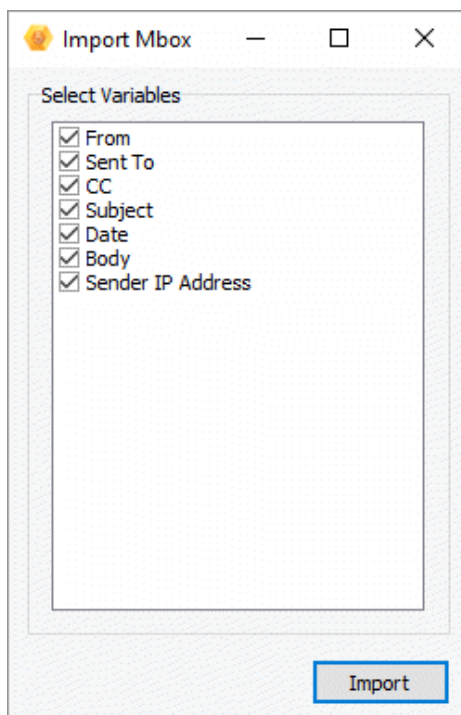 Import Mbox
Select Variables
From
Sent To
CC
Subject
Date
Body
Sender IP Address
Import